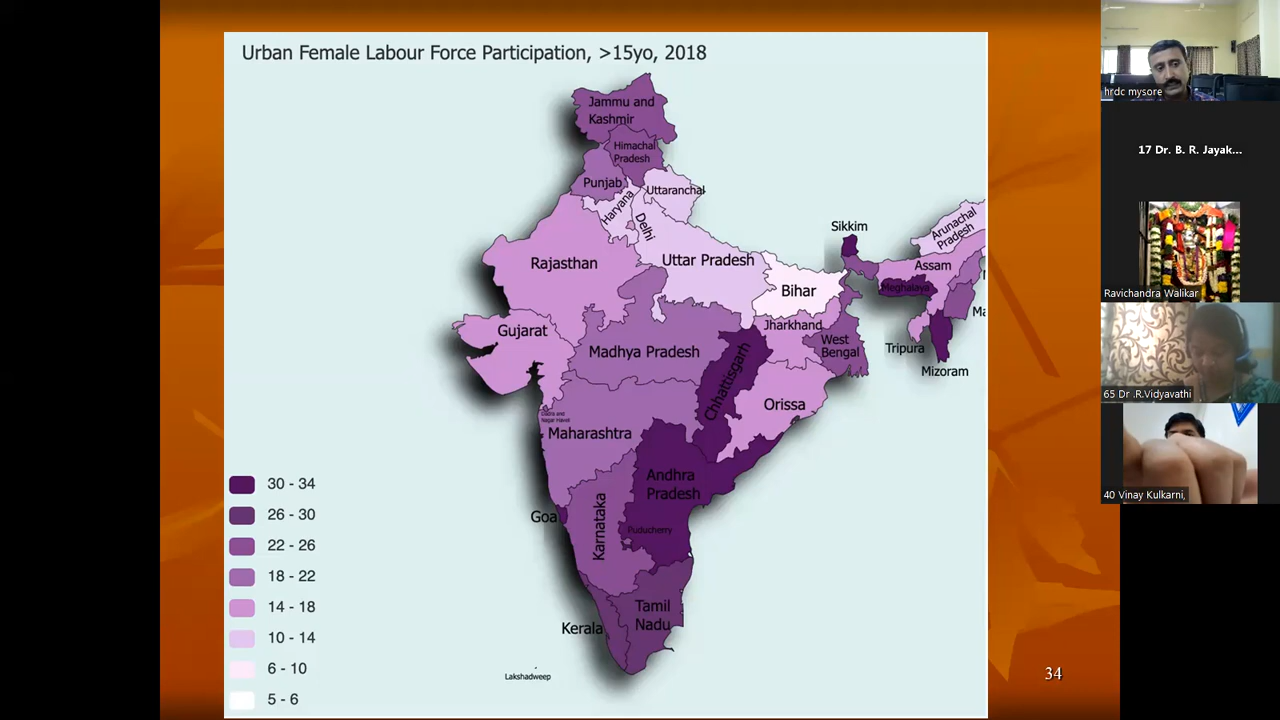 Urban Female Labour Force Participation, >15yo, 2018
Jammu and
Kashmir
Himachal
Pradesh
Punjab
Uttaranchal
Haryana
Delhi
Rajasthan
Uttar Pradesh
Bihar
Sikkim
Arunachal
Pradesh
Assam
Meghalaya
Ma
Tripura
Mizoram
Gujarat
Madhya Pradesh
Jharkhand
West
Bengal
Chhattisgarh
Orissa
Dadra and
Nagar Haveli
Maharashtra
Andhra
Pradesh
Goa
Karnataka
Puducherry
Tamil
Nadu
Kerala
Lakshadweep
30 - 34
26 - 30
22 - 26
18 - 22
14 - 18
10 - 14
6 - 10
5 - 6
34
hrdc mysore
17 Dr. B. R. Jayak...
Ravichandra Walikar
65 Dr .R.Vidyavathi
40 Vinay Kulkarni,